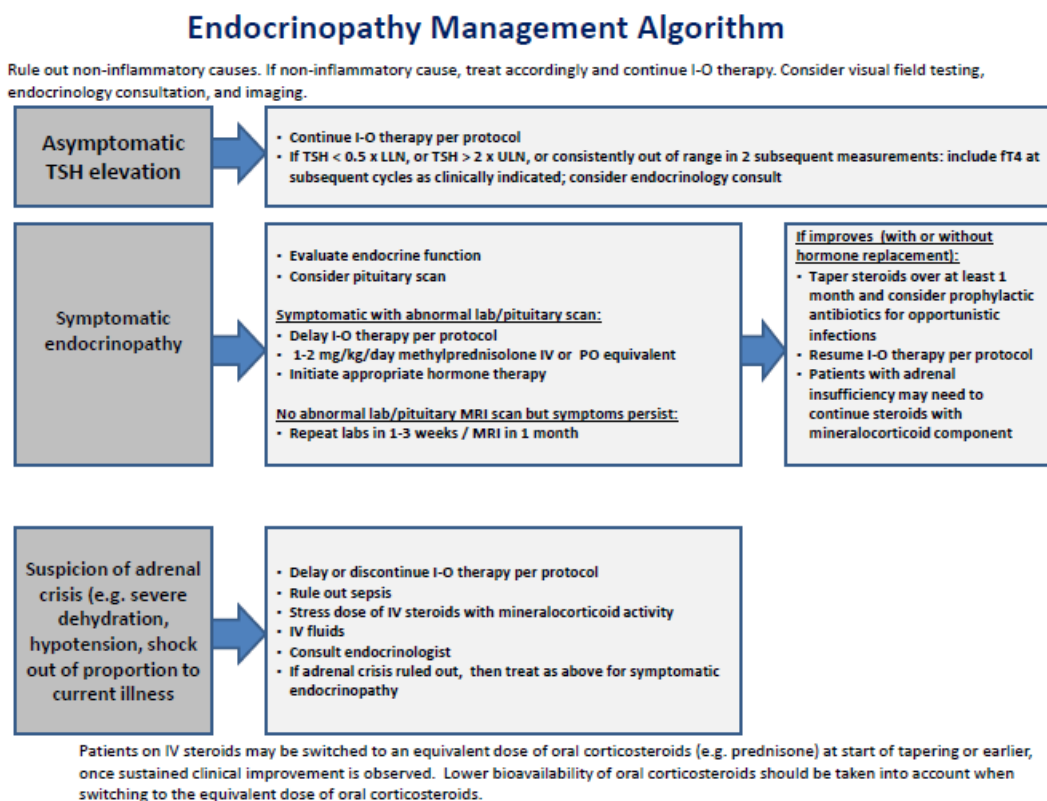 Endocrinopathy Management Algorithm
Rule out non-inflammatory causes. If non-inflammatory cause, treat accordingly and continue I-O therapy. Consider visual field testing,
endocrinology consultation, and imaging.
Asymptomatic
TSH elevation
• Continue I-O therapy per protocol
• If TSH < 0.5 x LLN, or TSH > 2 x ULN, or consistently out of range in 2 subsequent measurements: include fT4 at
subsequent cycles as clinically indicated; consider endocrinology consult
Symptomatic
endocrinopathy
• Evaluate endocrine function
• Consider pituitary scan
Symptomatic with abnormal lab/pituitary scan:
• Delay I-O therapy per protocol
• 1-2 mg/kg/day methylprednisolone IV or PO equivalent
• Initiate appropriate hormone therapy
No abnormal lab/pituitary MRI scan but symptoms persist:
• Repeat labs in 1-3 weeks / MRI in 1 month
If improves (with or without
hormone replacement):
• Taper steroids over at least 1
month and consider prophylactic
antibiotics for opportunistic
infections
• Resume I-O therapy per protocol
• Patients with adrenal
insufficiency may need to
continue steroids with
mineralocorticoid component
Suspicion of adrenal
crisis (e.g. severe
dehydration,
hypotension, shock
out of proportion to
current illness
• Delay or discontinue I-O therapy per protocol
• Rule out sepsis
• Stress dose of IV steroids with mineralocorticoid activity
• IV fluids
• Consult endocrinologist
• If adrenal crisis ruled out, then treat as above for symptomatic
endocrinopathy
Patients on IV steroids may be switched to an equivalent dose of oral corticosteroids (e.g. prednisone) at start of tapering or earlier,
once sustained clinical improvement is observed. Lower bioavailability of oral corticosteroids should be taken into account when
switching to the equivalent dose of oral corticosteroids.